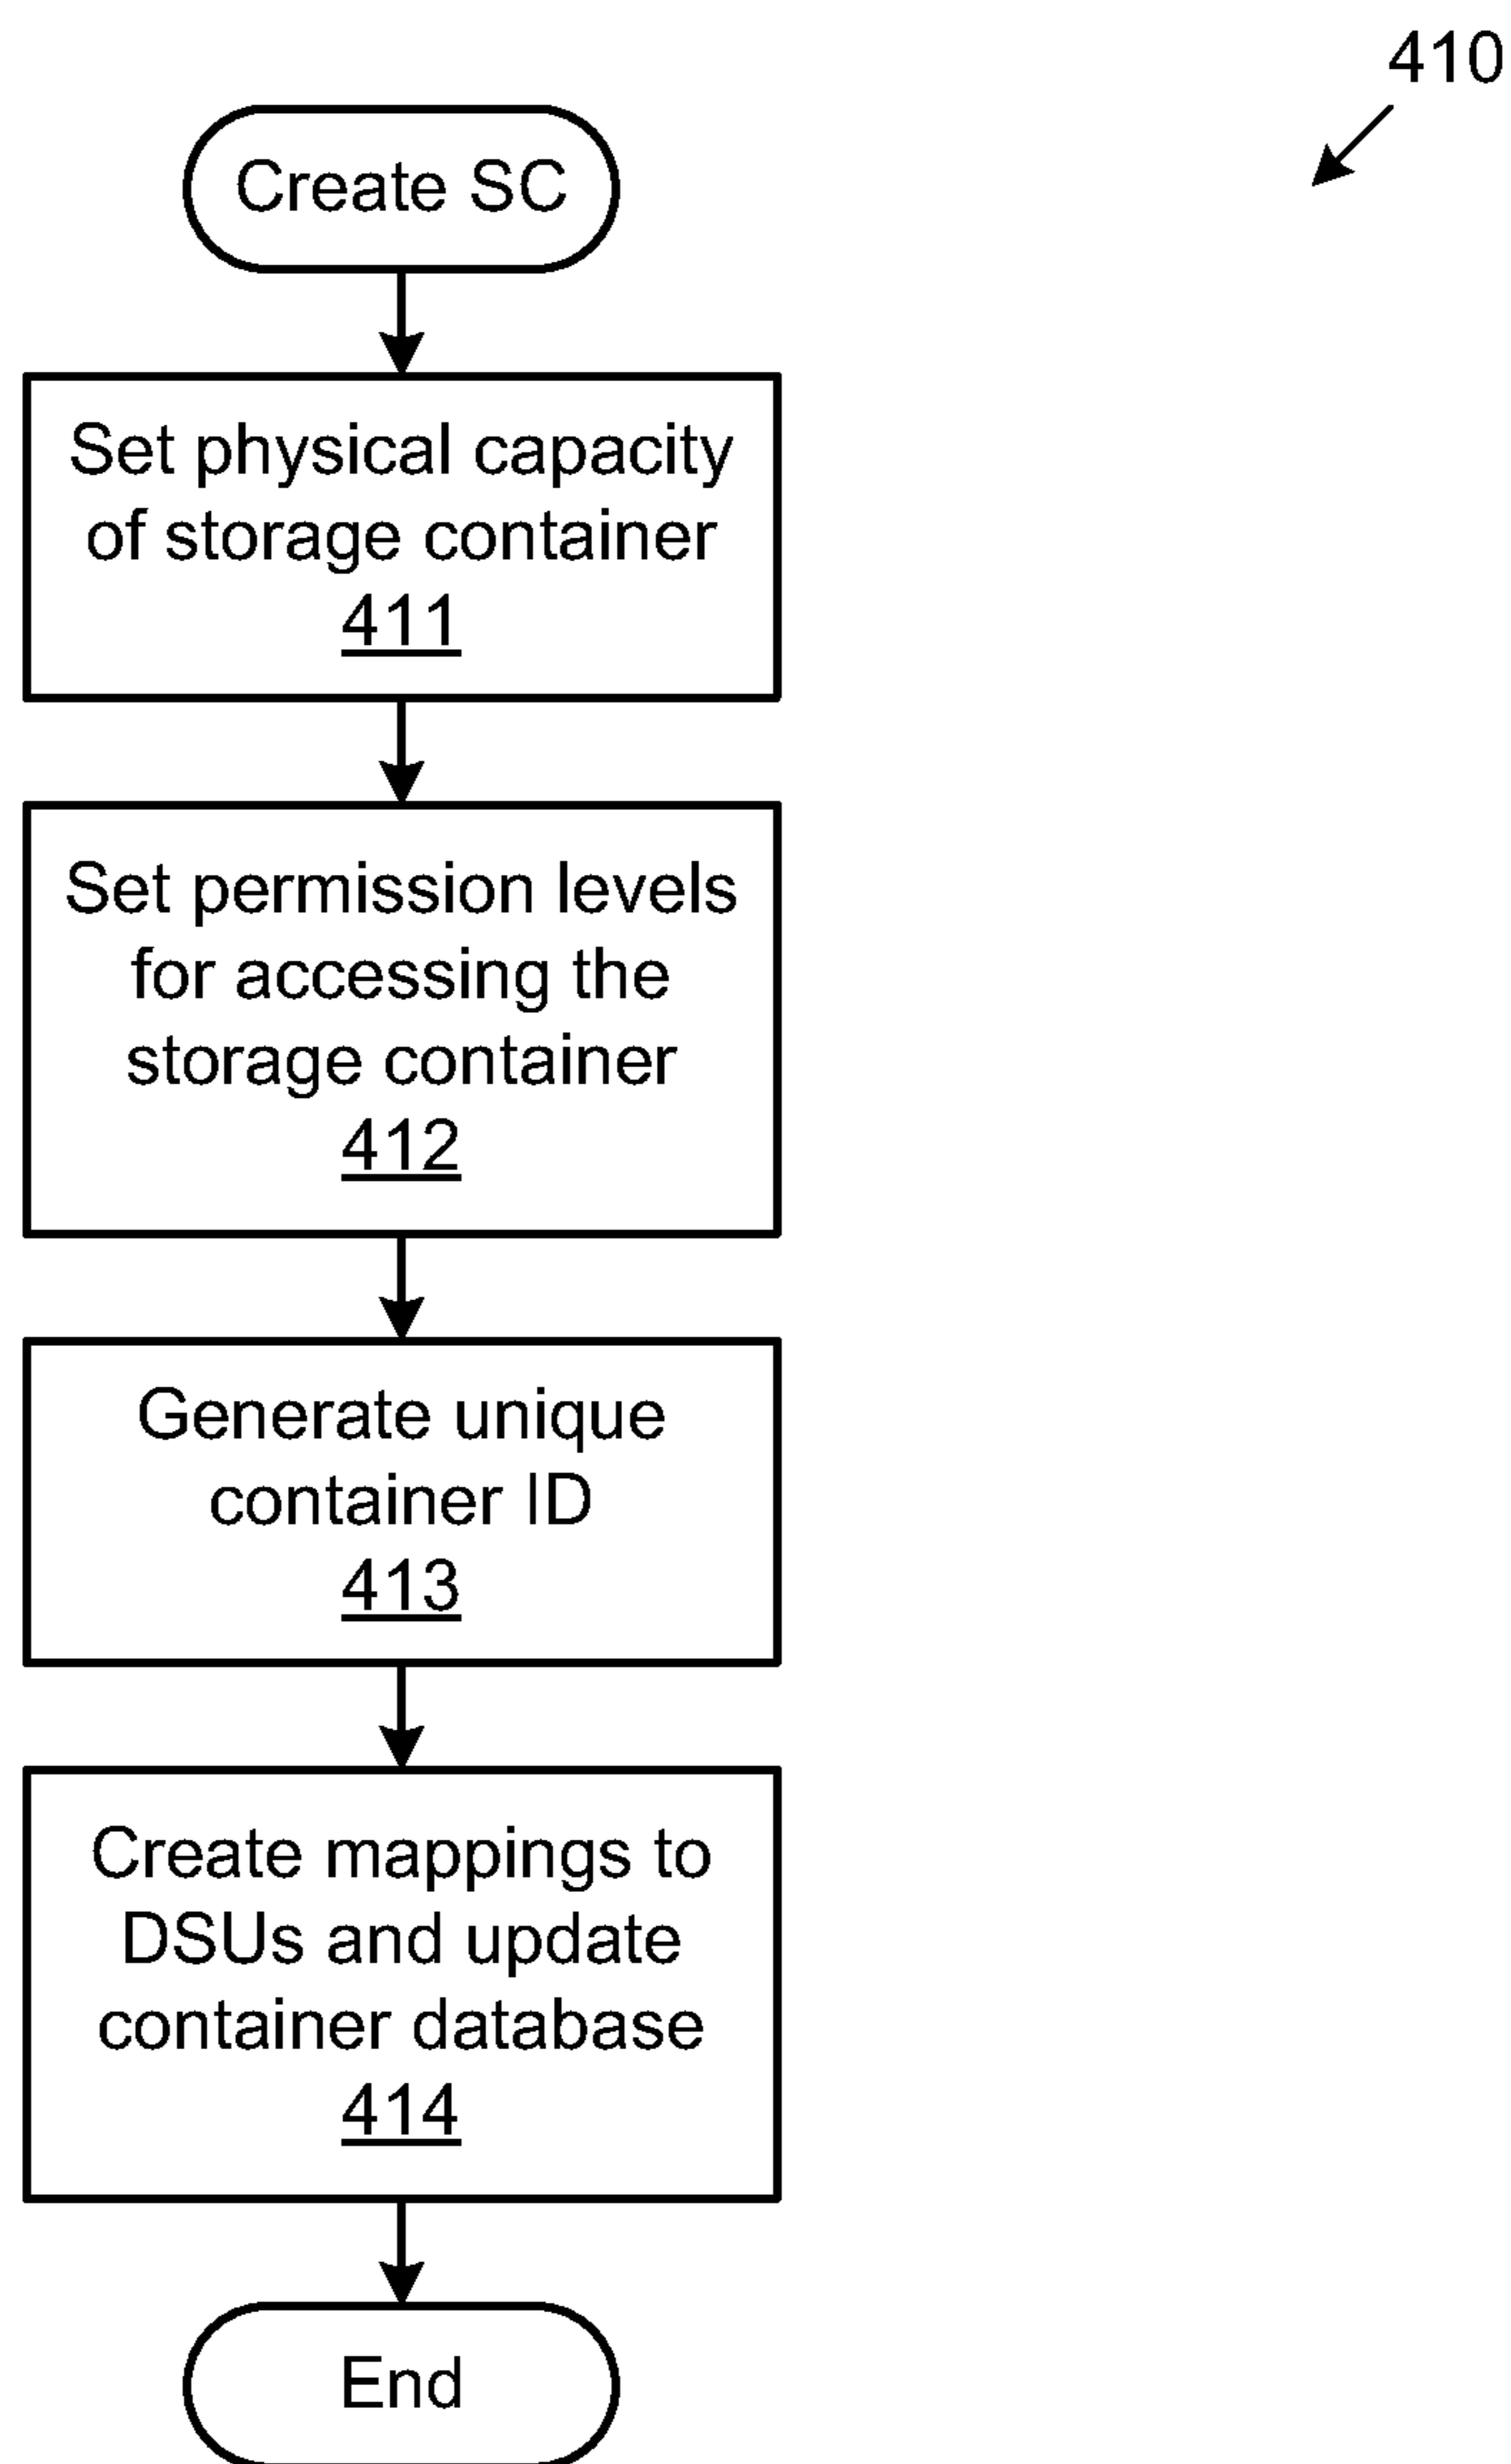 410
Create SC
Set physical capacity
of storage container
411
Set permission levels
for accessing the
storage container
412
Generate unique
container ID
413
Create mappings to
DSUs and update
container database
414
End